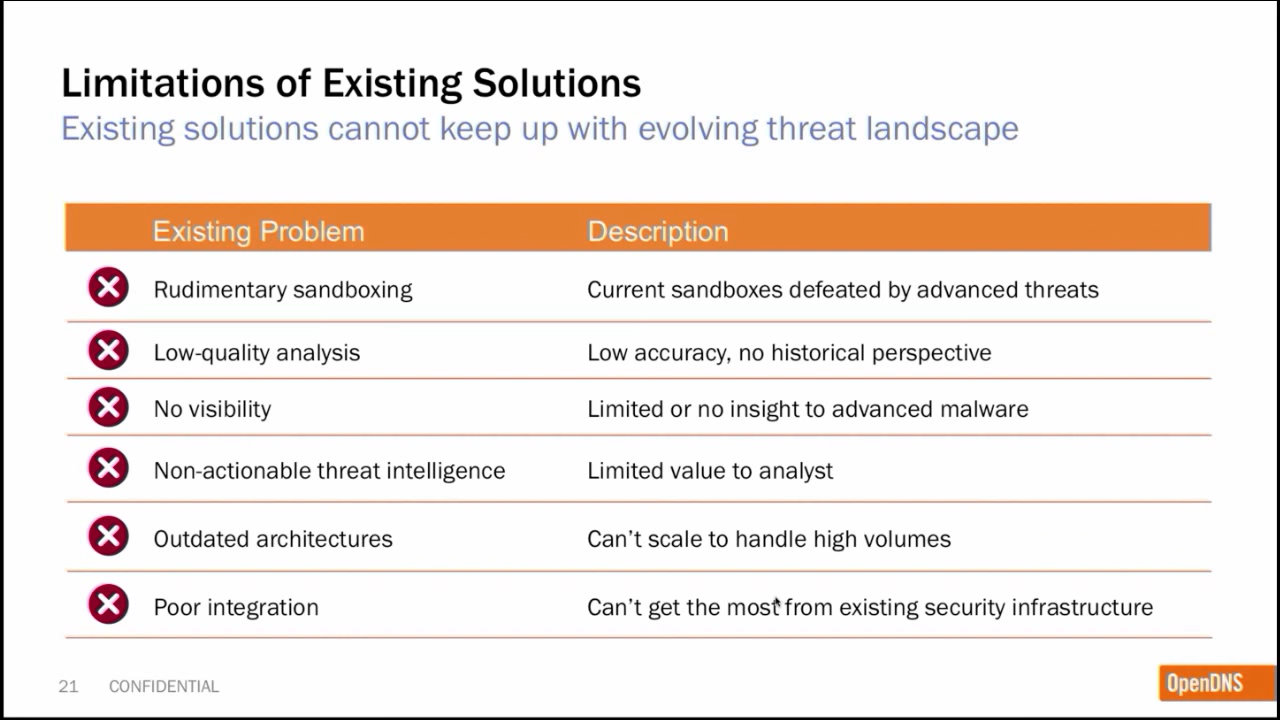 Limitations of Existing Solutions
Existing solutions cannot keep up with evolving threat landscape
Existing Problem Description
Rudimentary sandboxing Current sandboxes defeated by advanced threats
Low-quality analysis Low accuracy, no historical perspective
No visibility Limited or no insight to advanced malware
Non-actionable threat intelligence Limited value to analyst
Outdated architectures Can’t scale to handle high volumes
Poor integration Can’t get the most from existing security infrastructure
21 CONFIDENTIAL OpenDNS